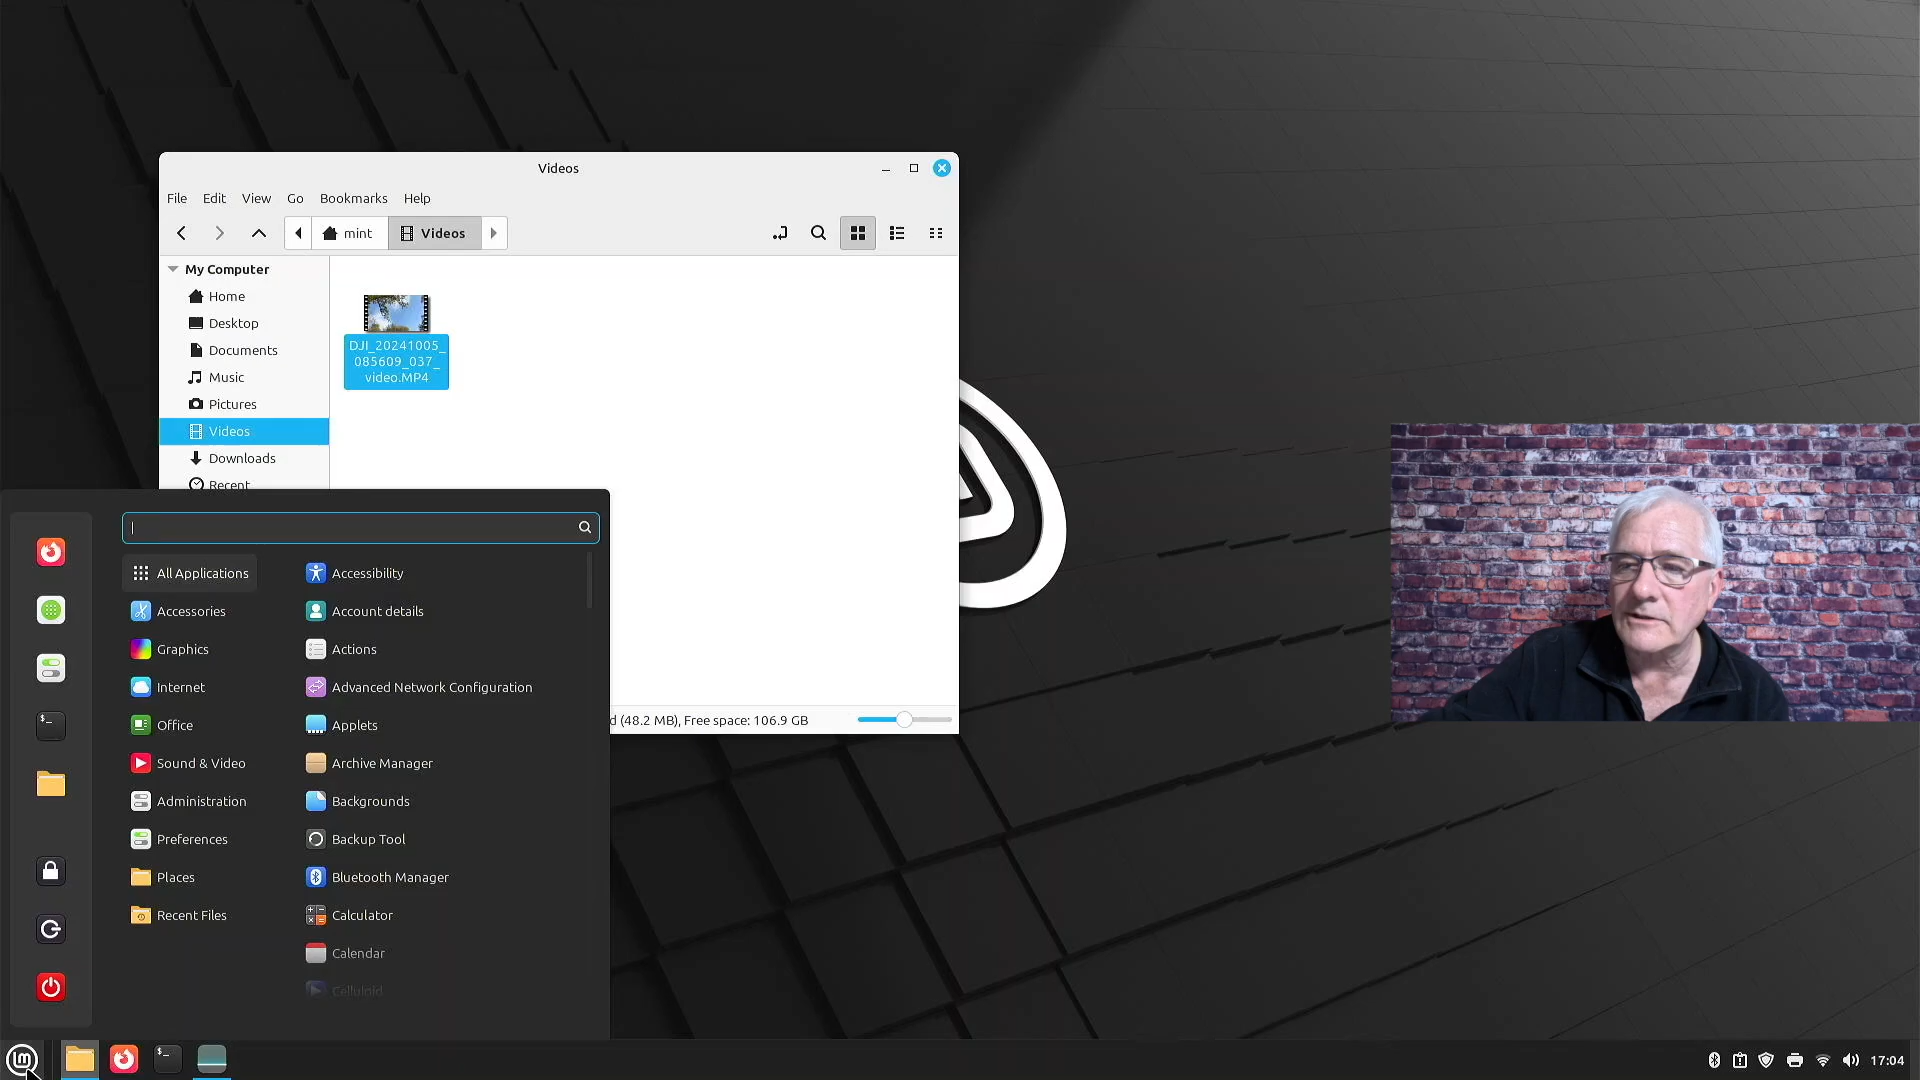 Videos
File Edit View Go Bookmarks Help
mint Videos
My Computer
Home
Desktop
Documents
Music
Pictures
Videos
Downloads
Recent
DJI_20241005_
085609_037_
video.MP4
d (48.2 MB), Free space: 106.9 GB
All Applications
Accessories
Graphics
Internet
Office
Sound & Video
Administration
Preferences
Places
Recent Files
Accessibility
Account details
Actions
Advanced Network Configuration
Applets
Archive Manager
Backgrounds
Backup Tool
Bluetooth Manager
Calculator
Calendar
Celluloid
17:04